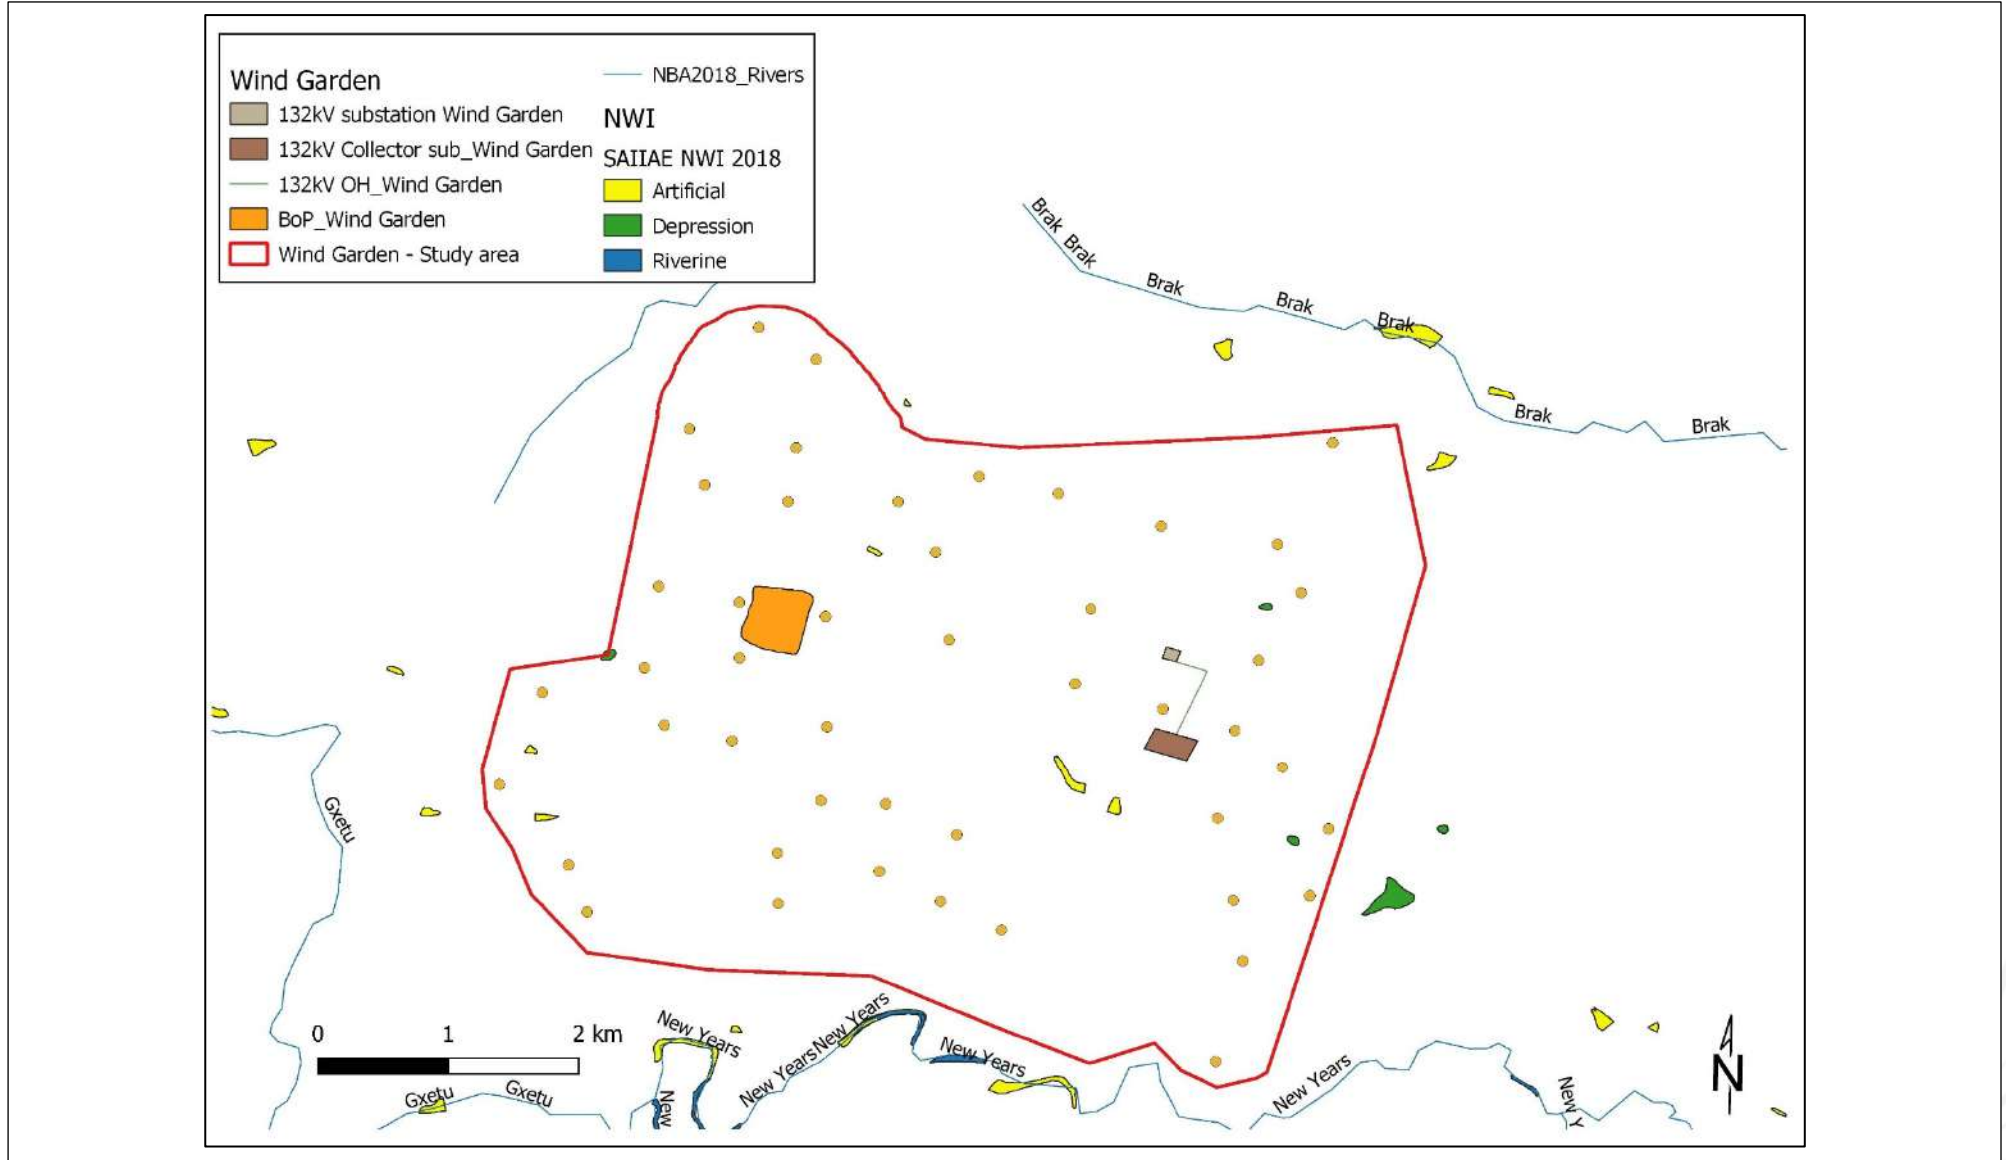 Wind Garden
132kV substation Wind Garden
132kV Collector sub_Wind Garden
132kV OH_Wind Garden
BoP_Wind Garden
Wind Garden - Study area
NBA2018_Rivers
NWI
SAIIAE NWI 2018
Artificial
Depression
Riverine
Brak
Brak
Brak
Brak
Brak
Brak
Brak
Gxetu
0 1 2 km
Gxetu
Gxetu
New Years
New
New Years
New Years
New Years
New Years
New Y
N